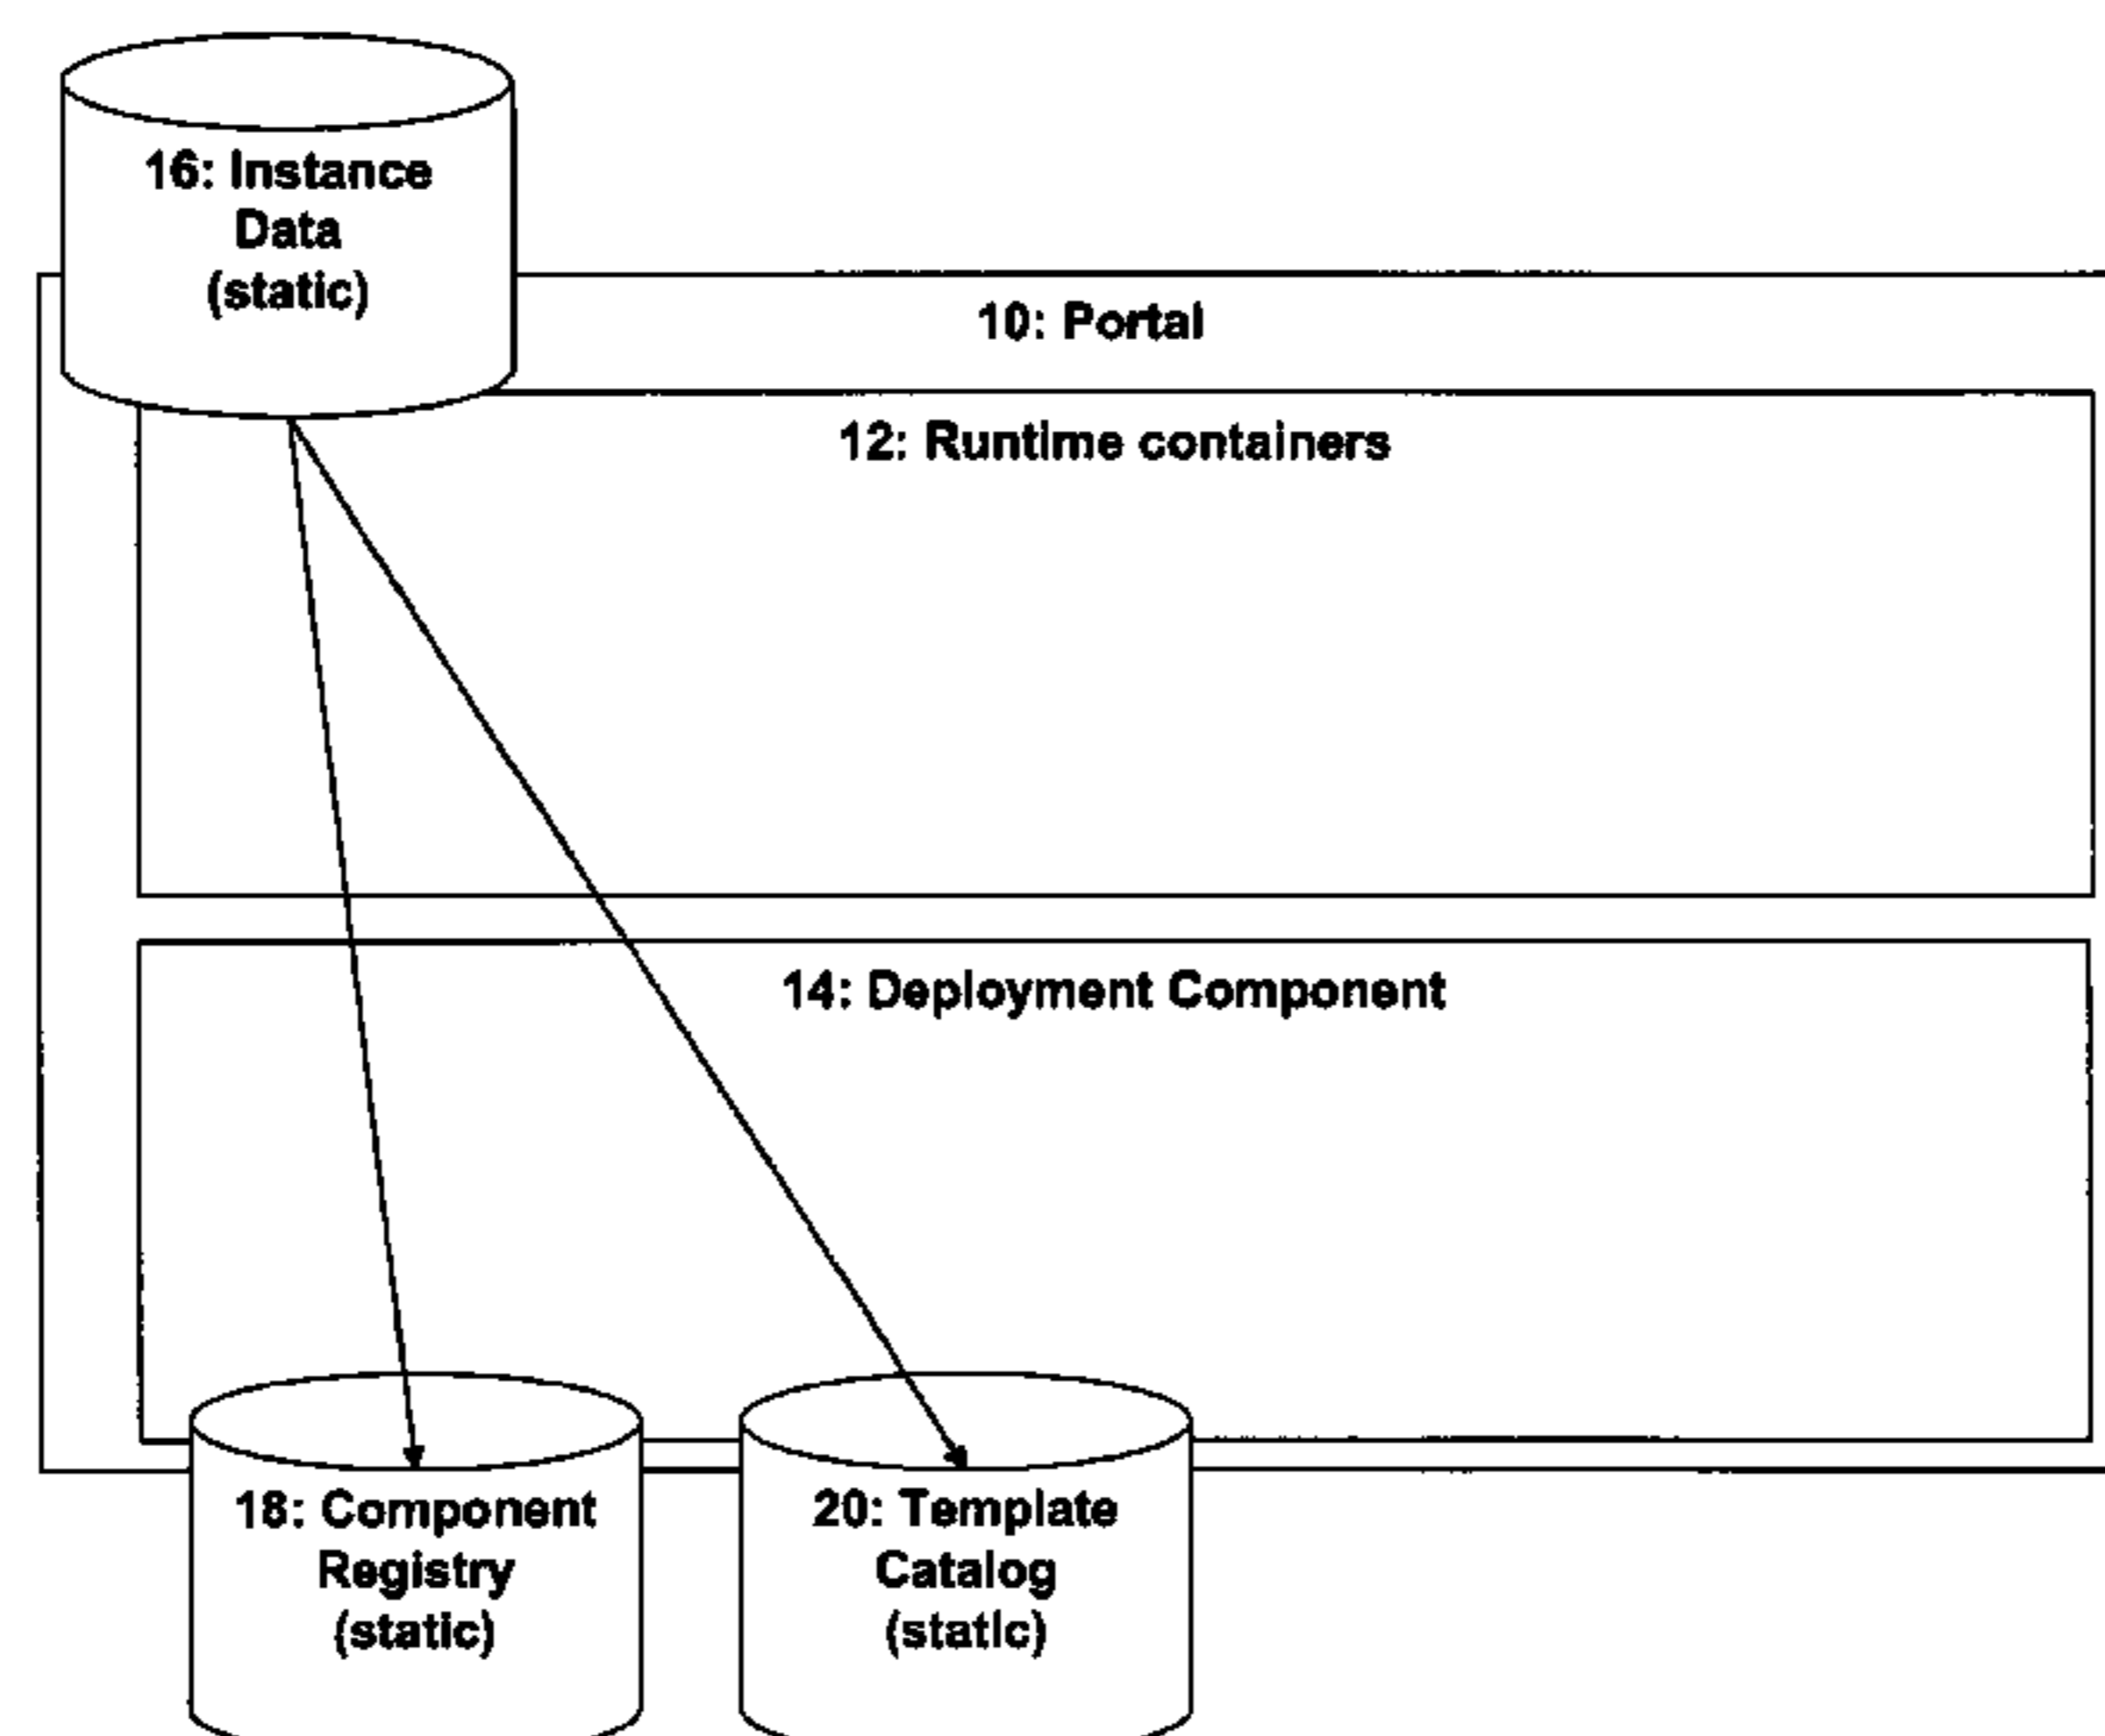 16: Instance
Data
(static)
10: Portal
12: Runtime containers
14: Deployment Component
18: Component
Registry
(static)
20: Template
Catalog
(static)